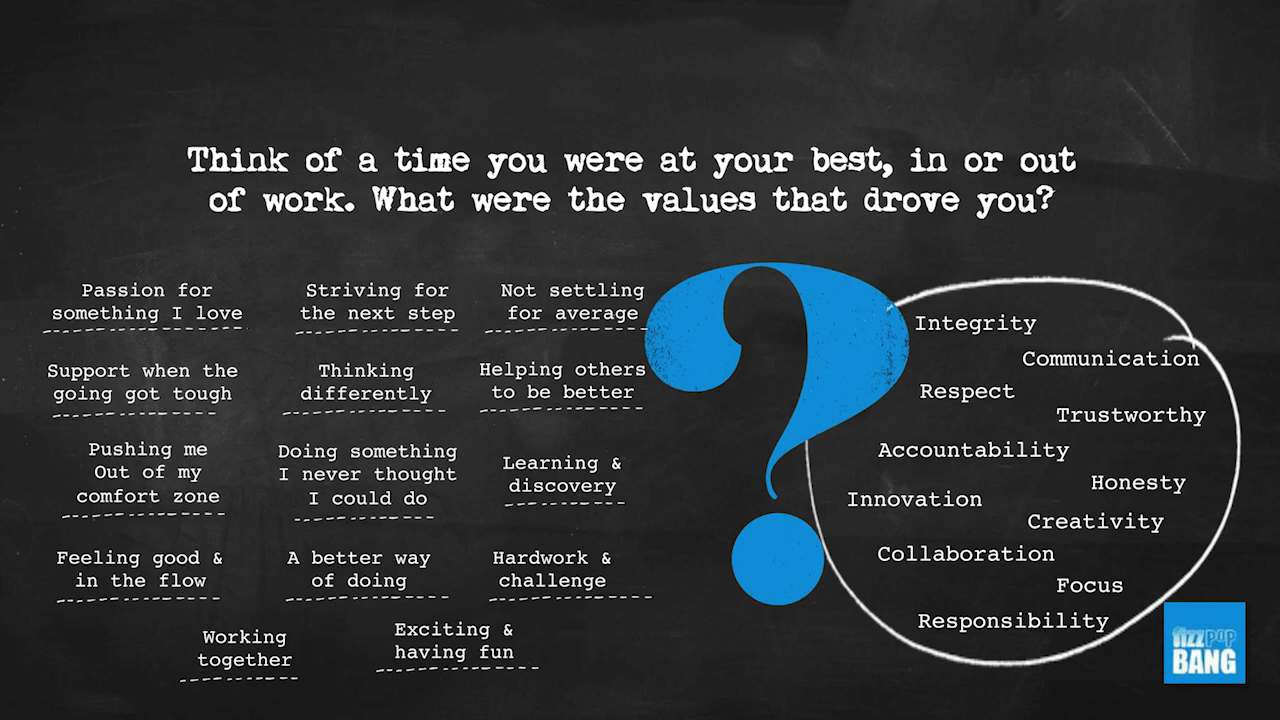 Think of a time you were at your best, in or out
of work. What were the values that drove you?
Passion for
something I love
Striving for
the next step
Not settling
for average
Support when the
going got tough
Thinking
differently
Helping others
to be better
Pushing me
Out of my
comfort zone
Doing something
I never thought
I could do
Learning &
discovery
Feeling good &
in the flow
A better way
of doing
Hardwork &
challenge
Working
together
Exciting &
having fun
?
Integrity
Communication
Respect
Trustworthy
Accountability
Honesty
Innovation
Creativity
Collaboration
Focus
Responsibility
fizzpop
BANG